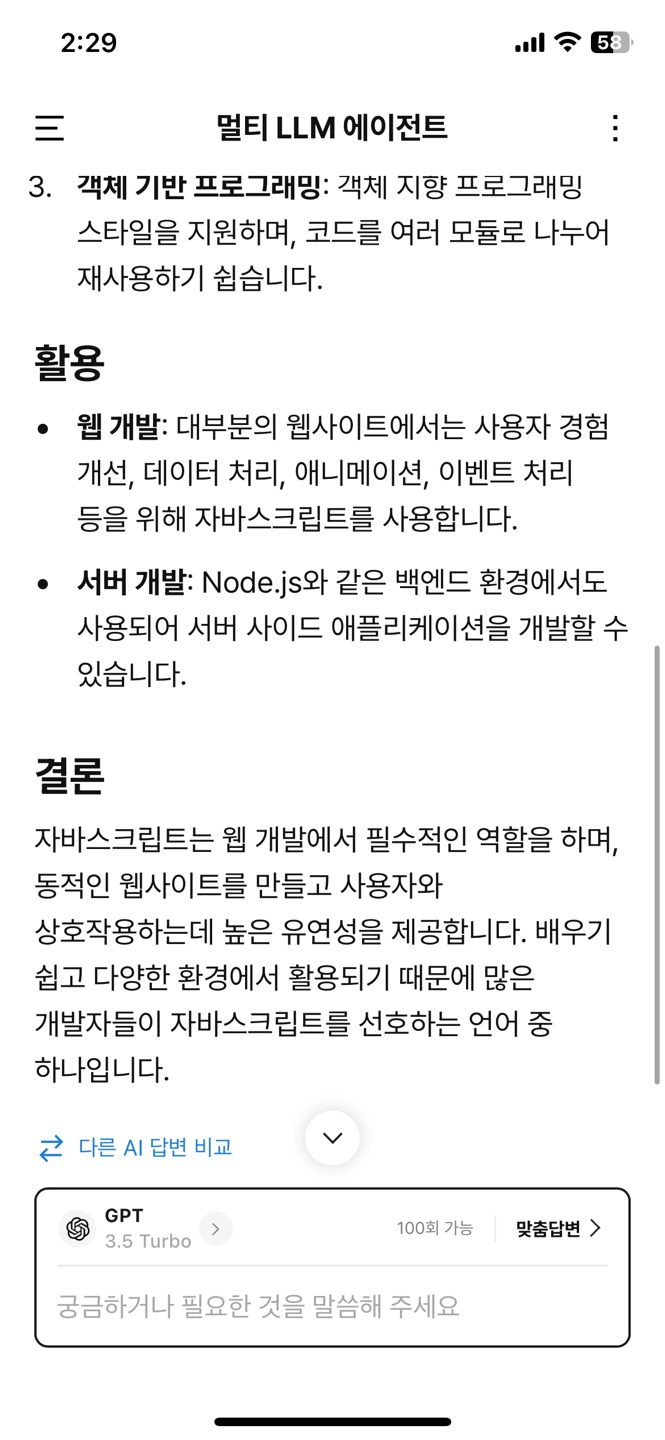 2:29
58
멀티 LLM 에이전트
3. 객체 기반 프로그래밍: 객체 지향 프로그래밍
스타일을 지원하며, 코드를 여러 모듈로 나누어
재사용하기 쉽습니다.
활용
• 웹 개발: 대부분의 웹사이트에서는 사용자 경험
개선, 데이터 처리, 애니메이션, 이벤트 처리
등을 위해 자바스크립트를 사용합니다.
• 서버 개발: Node.js와 같은 백엔드 환경에서도
사용되어 서버 사이드 애플리케이션을 개발할 수
있습니다.
결론
자바스크립트는 웹 개발에서 필수적인 역할을 하며,
동적인 웹사이트를 만들고 사용자와
상호작용하는데 높은 유연성을 제공합니다. 배우기
쉽고 다양한 환경에서 활용되기 때문에 많은
개발자들이 자바스크립트를 선호하는 언어 중
하나입니다.
다른 AI 답변 비교
GPT
3.5 Turbo
100회 가능
맞춤답변
궁금하거나 필요한 것을 말씀해 주세요